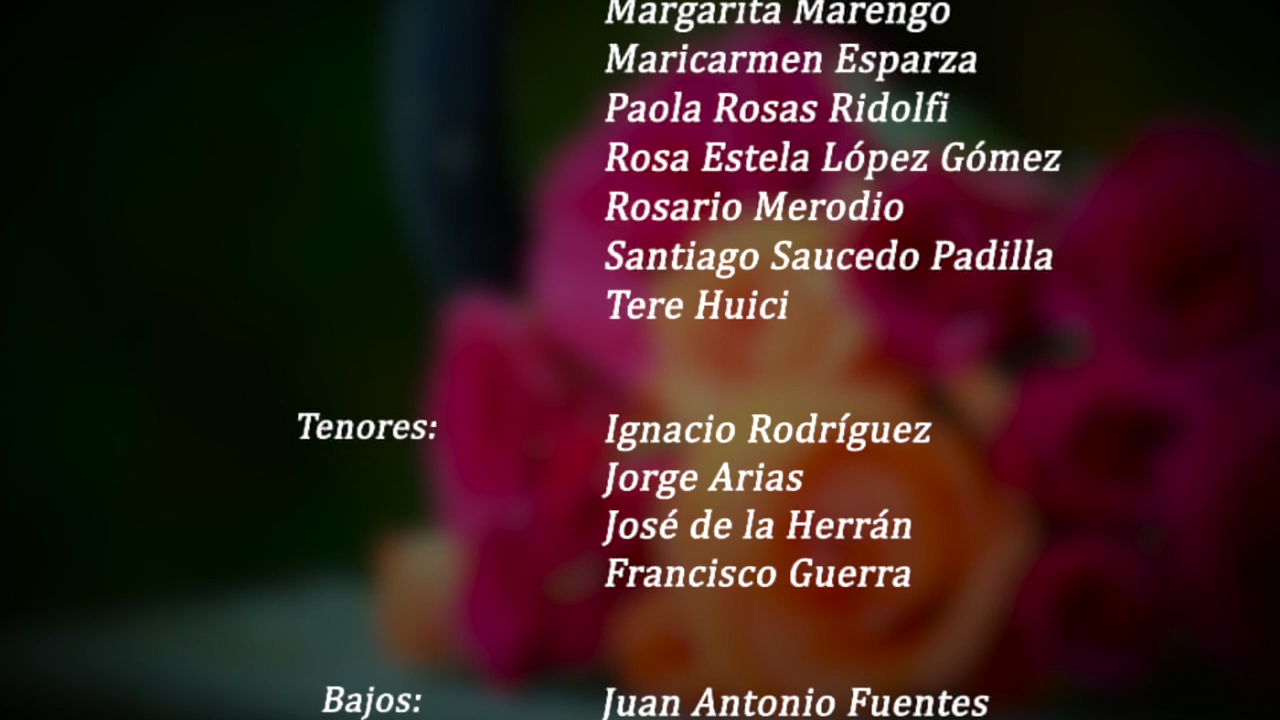 Margarita Marengo
Maricarmen Esparza
Paola Rosas Ridolfi
Rosa Estela López Gómez
Rosario Merodio
Santiago Saucedo Padilla
Tere Huici
Tenores: Ignacio Rodríguez
Jorge Arias
José de la Herrán
Francisco Guerra
Bajos: Juan Antonio Fuentes